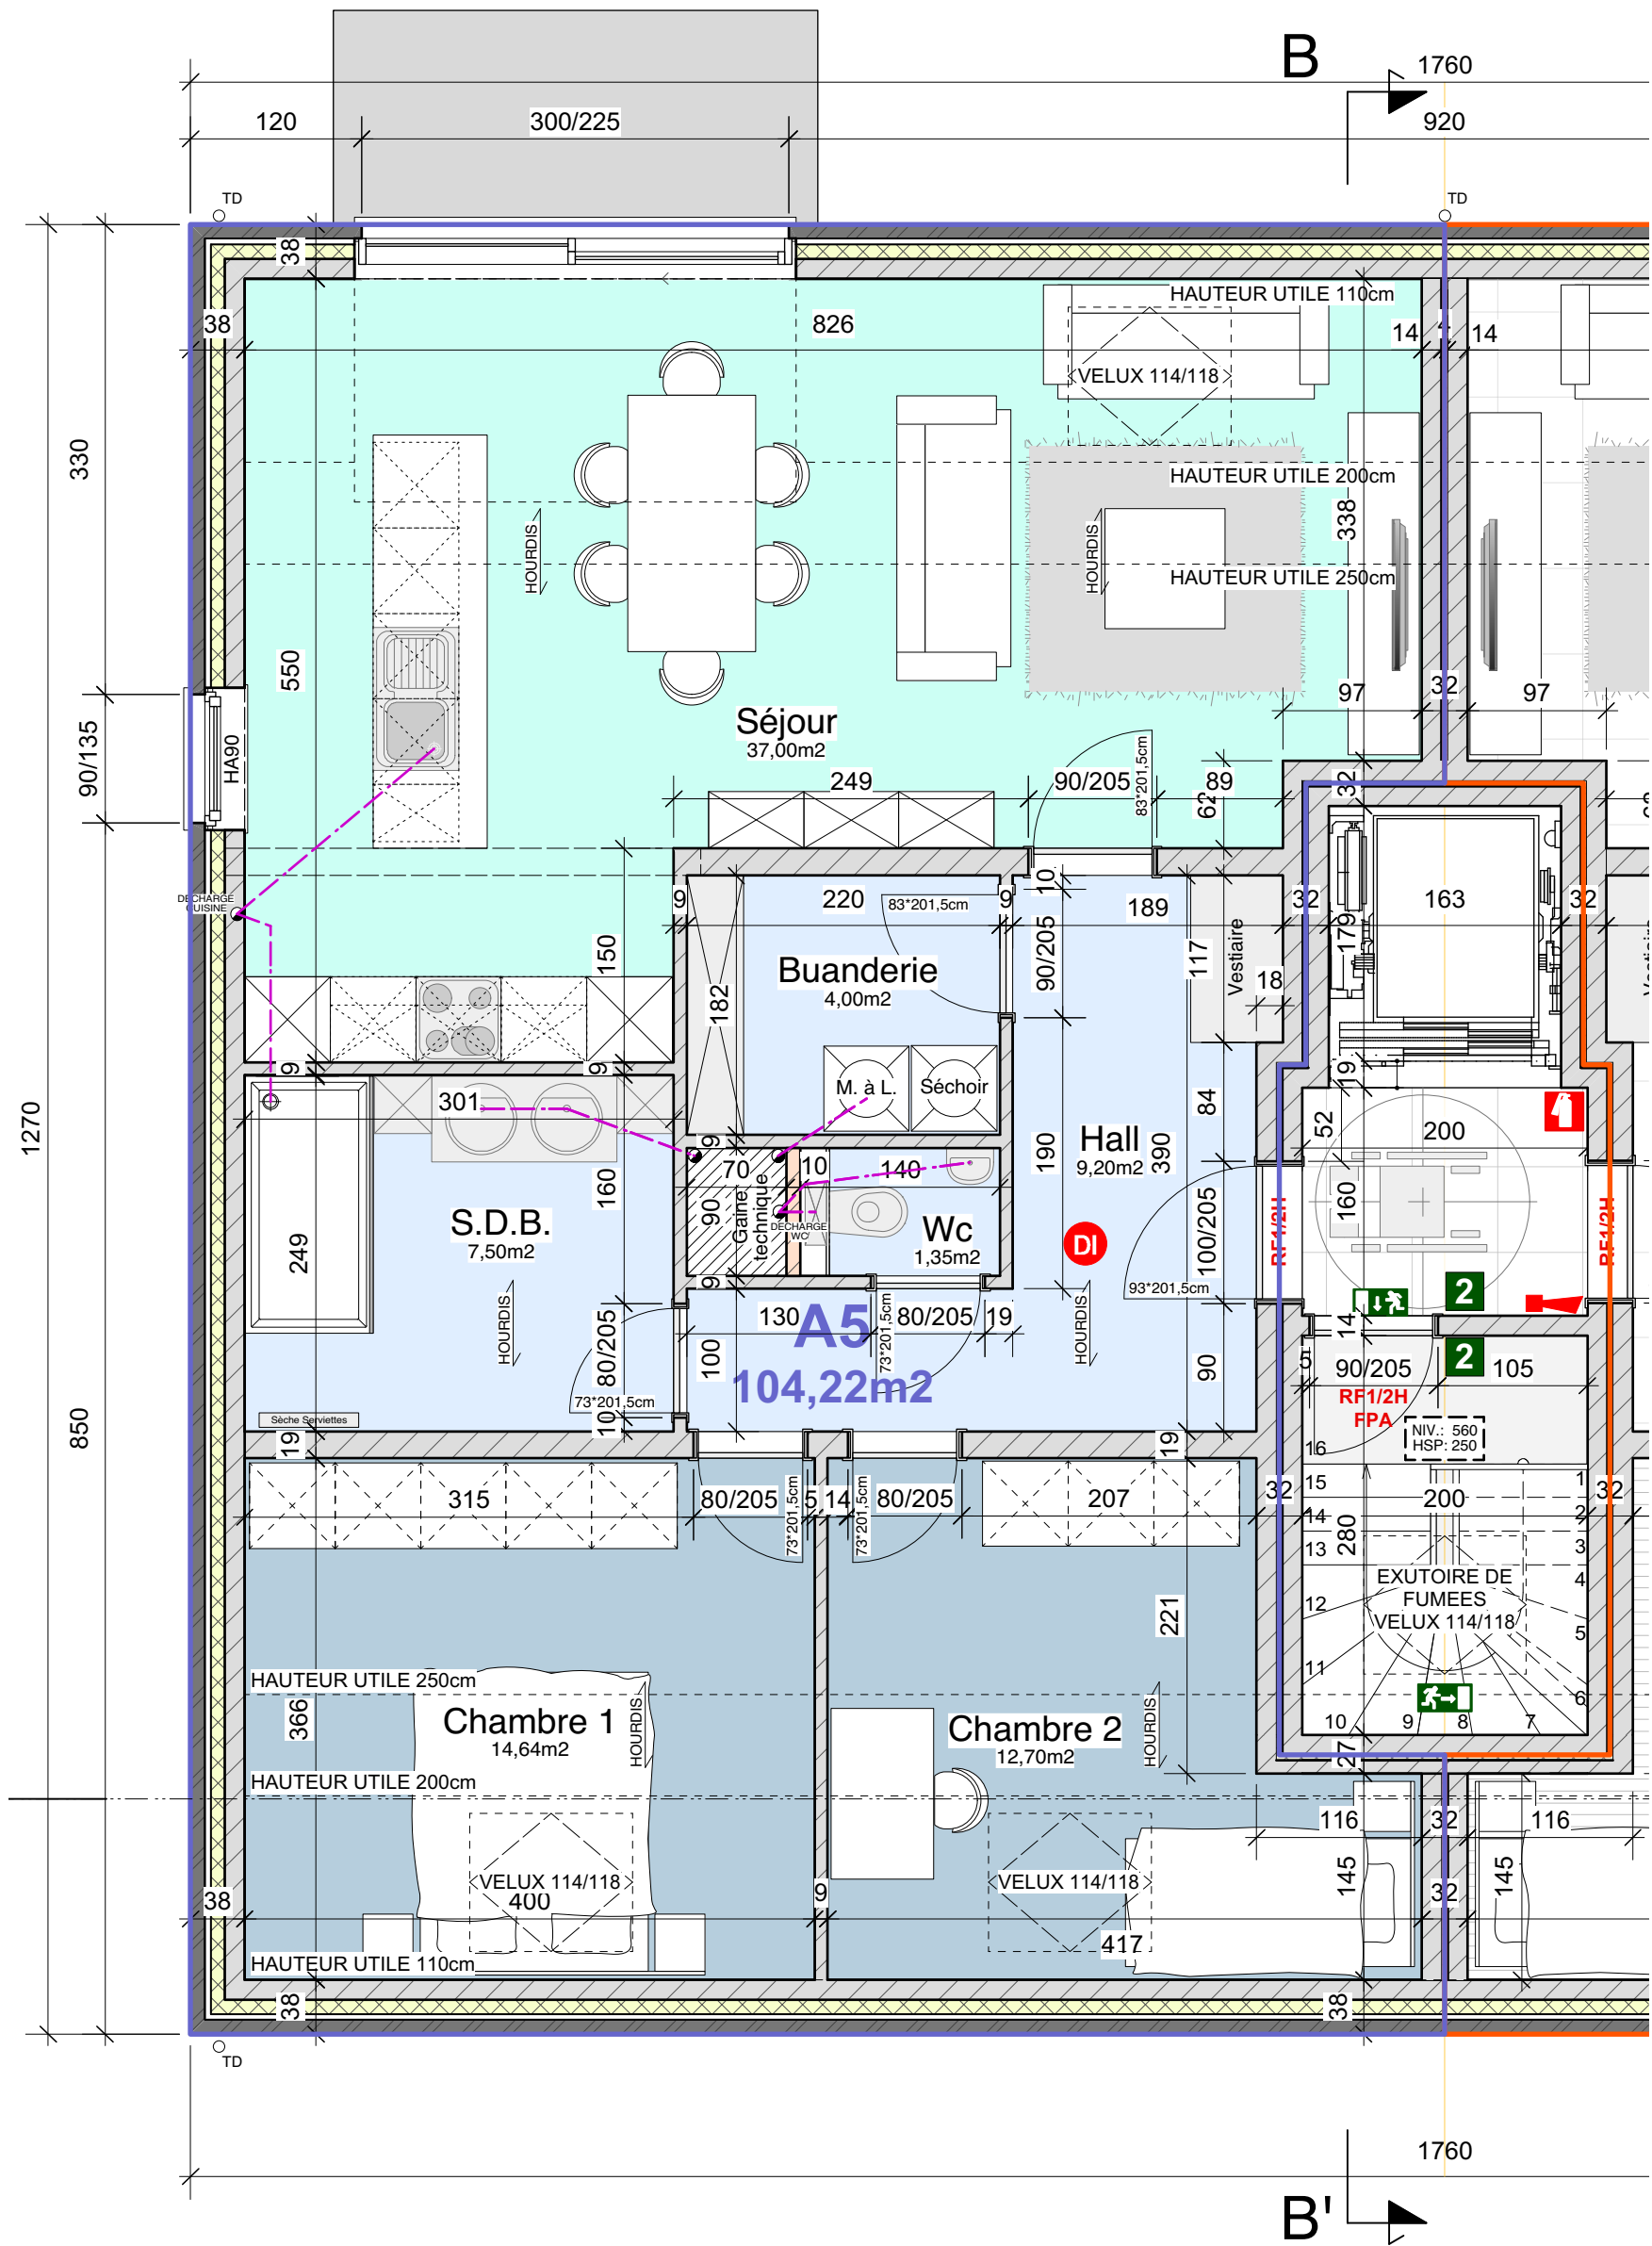 B
1760
120
300/225
920
TD
TD
38
HAUTEUR UTILE 110cm
38
826
14
4
14
VELUX 114/118
330
HAUTEUR UTILE 200cm
338
HOURDIS
HOURDIS
HAUTEUR UTILE 250cm
550
97
32
97
Séjour
37,00m2
90/135
HA90
83*201,5cm
249
90/205
62
89
32
DECHARGE
CUISINE
9
220
83*201,5cm
9
10
189
32
163
32
179
90/205
117
Vestiaire
150
Buanderie
4,00m2
182
18
9
9
M. à L.
Séchoir
19
301
84
52
200
1270
9
70
10
140
190
Hall
9,20m2
390
160
160
90
Gaine
technique
DECHARGE
WC
Wc
1,35m2
S.D.B.
7,50m2
249
DI
100/205
RF1/2H
RF1/2H
93*201,5cm
9
HOURDIS
HOURDIS
2
14
130
A5
80/205
19
73*201,5cm
80/205
100
90
2
5
90/205
105
104,22m2
RF1/2H
FPA
73*201,5cm
Sèche Serviettes
10
850
NIV.: 560
HSP: 250
19
19
16
15
1
315
80/205
5
14
80/205
207
32
200
32
73*201,5cm
73*201,5cm
14
2
13
280
3
EXUTOIRE DE
FUMEES
VELUX 114/118
4
12
221
5
11
HAUTEUR UTILE 250cm
6
366
Chambre 1
14,64m2
HOURDIS
Chambre 2
12,70m2
HOURDIS
10
9
8
7
27
HAUTEUR UTILE 200cm
116
32
116
VELUX 114/118
VELUX 114/118
145
145
38
400
9
32
417
HAUTEUR UTILE 110cm
38
38
TD
1760
B'